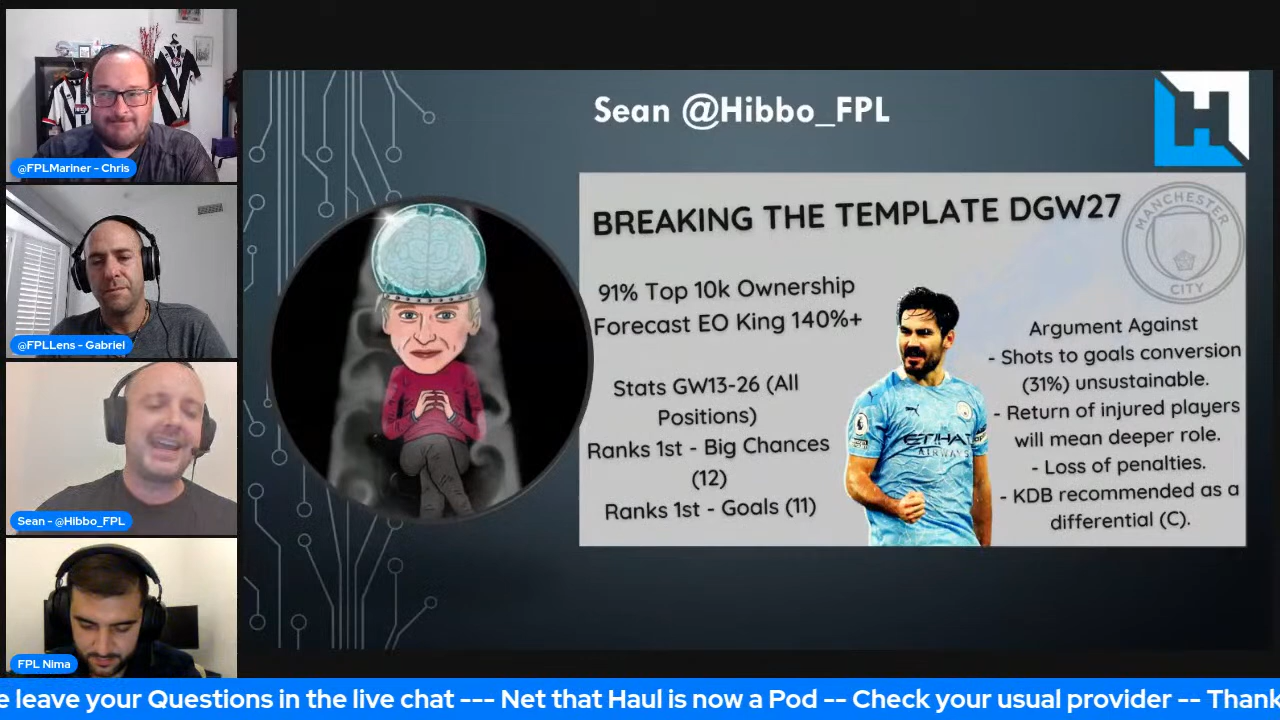 @FPLMariner - Chris
@FPLLens - Gabriel
Sean - @Hibbo_FPL
FPL Nima
Sean @Hibbo_FPL
H
BREAKING THE TEMPLATE DGW27
MANCHESTER
CITY
91% Top 10k Ownership
Forecast EO King 140%+
Stats GW13-26 (All
Positions)
Ranks 1st - Big Chances
(12)
Ranks 1st - Goals (11)
ETIHAD
AIRWAYS
Argument Against
- Shots to goals conversion
(31%) unsustainable.
- Return of injured players
will mean deeper role.
- Loss of penalties.
- KDB recommended as a
differential (C).
e leave your Questions in the live chat --- Net that Haul is now a Pod -- Check your usual provider -- Thank